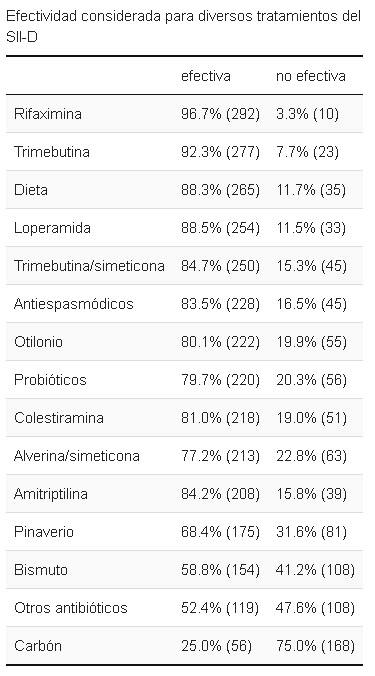 Efectividad considerada para diversos tratamientos del
SII-D
efectiva no efectiva
Rifaximina 96.7% (292) 3.3% (10)
Trimebutina 92.3% (277) 7.7% (23)
Dieta 88.3% (265) 11.7% (35)
Loperamida 88.5% (254) 11.5% (33)
Trimebutina/simeticona 84.7% (250) 15.3% (45)
Antiespasmódicos 83.5% (228) 16.5% (45)
Otilonio 80.1% (222) 19.9% (55)
Probióticos 79.7% (220) 20.3% (56)
Colestiramina 81.0% (218) 19.0% (51)
Alverina/simeticona 77.2% (213) 22.8% (63)
Amitriptilina 84.2% (208) 15.8% (39)
Pinaverio 68.4% (175) 31.6% (81)
Bismuto 58.8% (154) 41.2% (108)
Otros antibióticos 52.4% (119) 47.6% (108)
Carbón 25.0% (56) 75.0% (168)